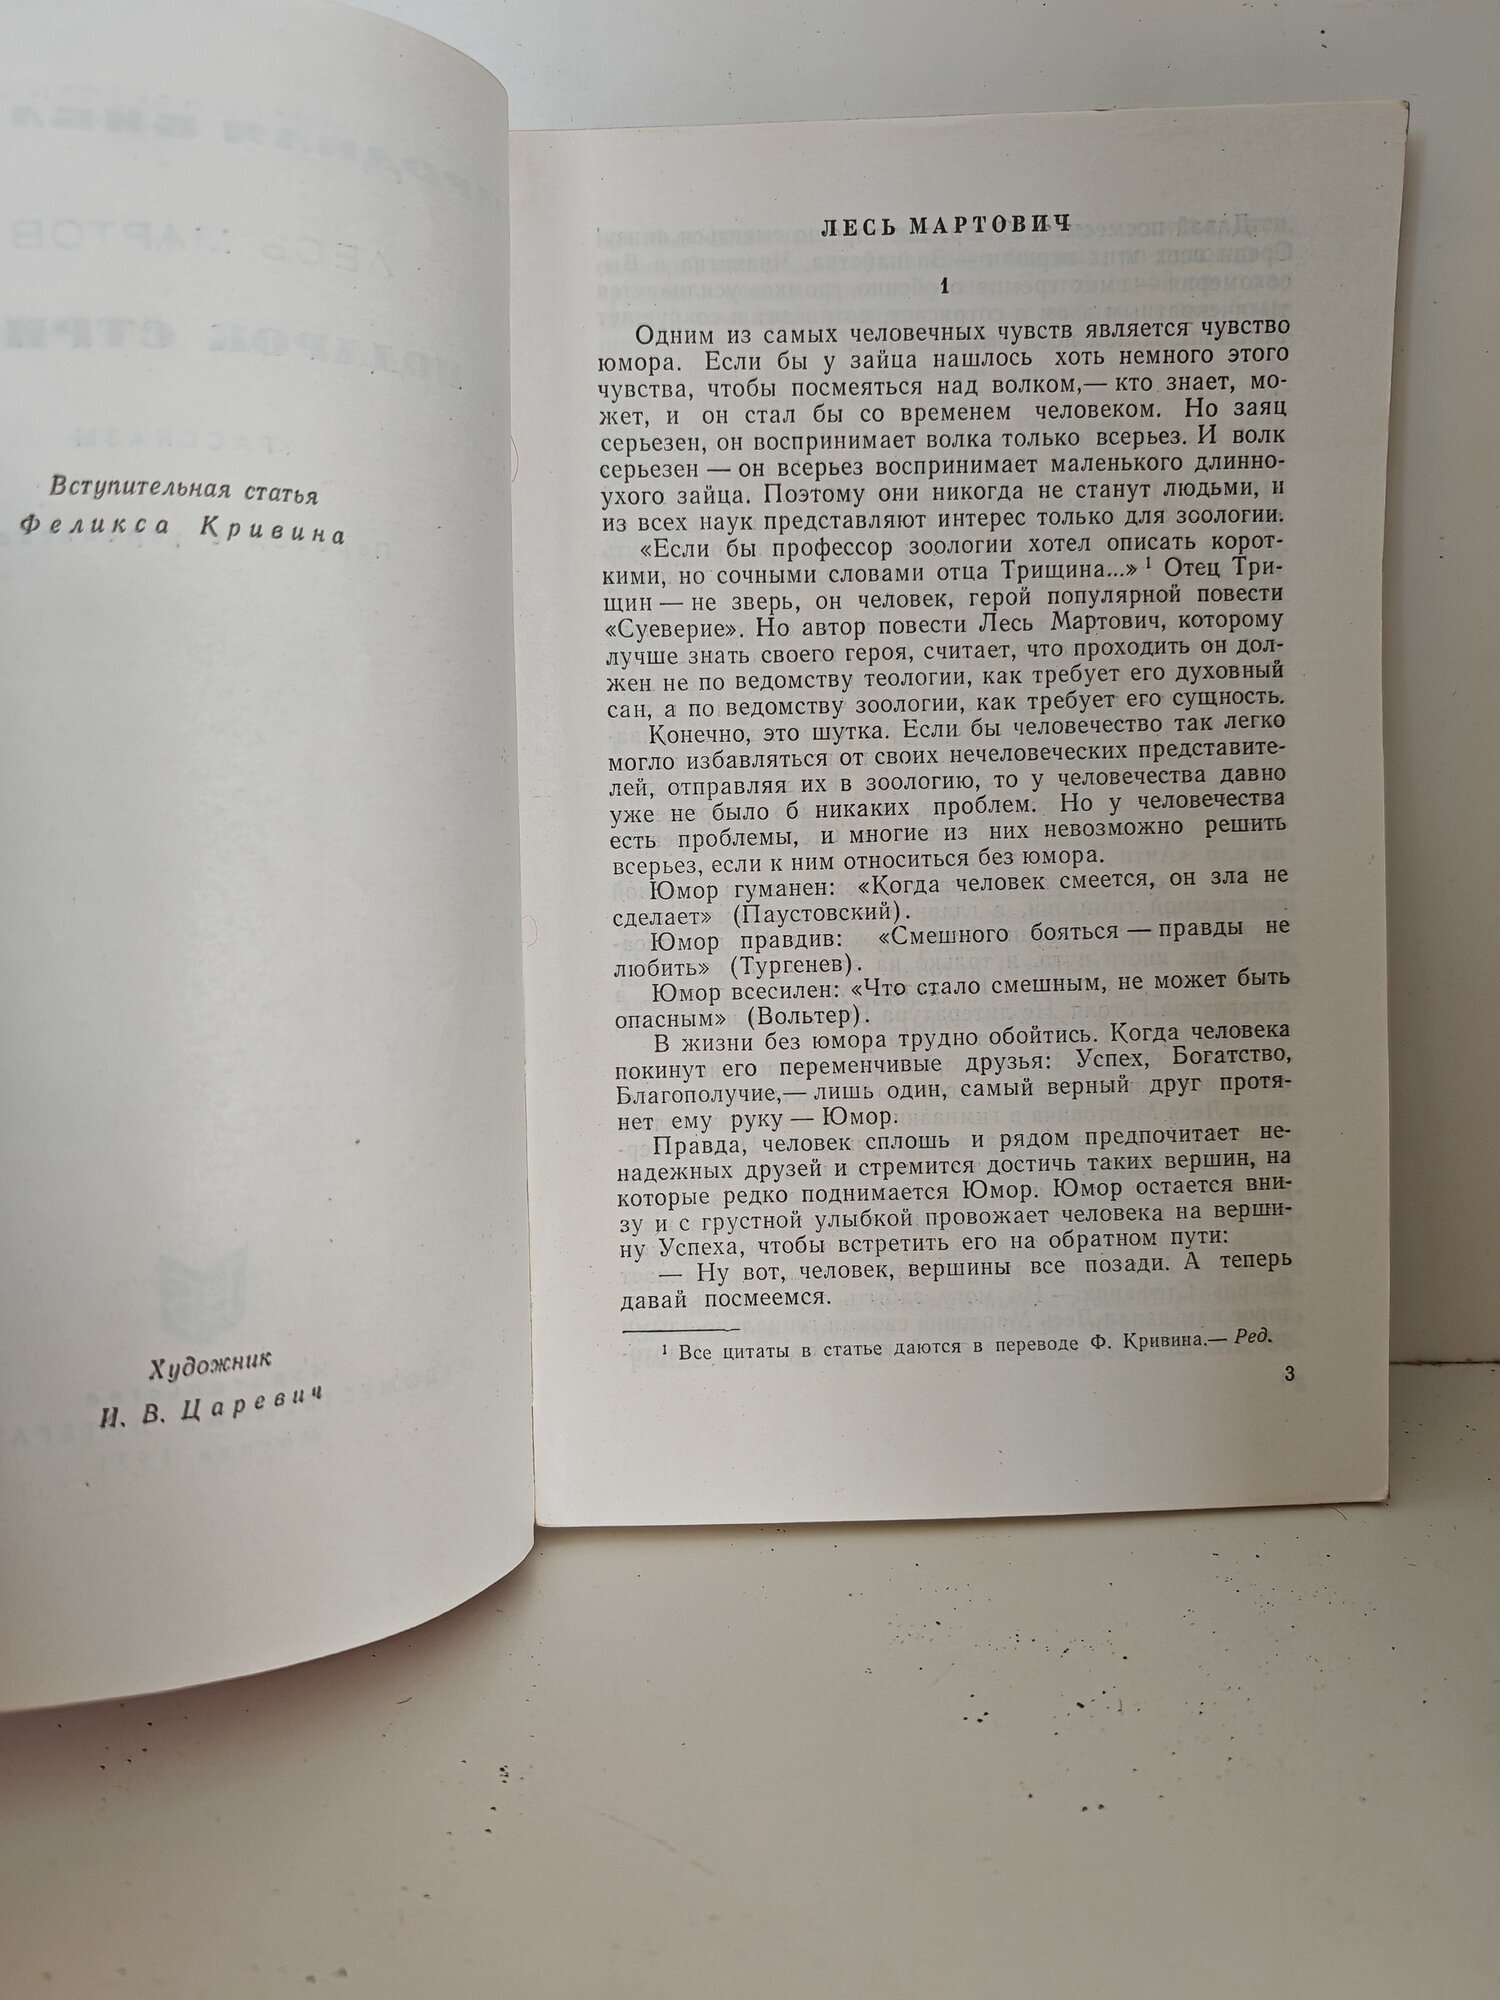 Вступительная статья
Феликса Кривина
Художник
И. В. Царевич
ЛЕСЬ МАРТОВИЧ
1
Одним из самых человечных чувств является чувство
юмора. Если бы у зайца нашлось хоть немного этого
чувства, чтобы посмеяться над волком,— кто знает, мо-
жет, и он стал бы со временем человеком. Но заяц
серьезен, он воспринимает волка только всерьез. И волк
серьезен — он всерьез воспринимает маленького длинно-
ухого зайца. Поэтому они никогда не станут людьми, и
из всех наук представляют интерес только для зоологии.
«Если бы профессор зоологии хотел описать корот-
кими, но сочными словами отца Трищина...» ¹ Отец Три-
щин — не зверь, он человек, герой популярной повести
«Суеверие». Но автор повести Лесь Мартович, которому
лучше знать своего героя, считает, что проходить он дол-
жен не по ведомству теологии, как требует его духовный
сан, а по ведомству зоологии, как требует его сущность.
Конечно, это шутка. Если бы человечество так легко
могло избавляться от своих нечеловеческих представите-
лей, отправляя их в зоологию, то у человечества давно
уже не было б никаких проблем. Но у человечества
есть проблемы, и многие из них невозможно решить
всерьез, если к ним относиться без юмора.
Юмор гуманен: «Когда человек смеется, он зла не
сделает» (Паустовский).
Юмор правдив: «Смешного бояться — правды не
любить» (Тургенев).
Юмор всесилен: «Что стало смешным, не может быть
опасным» (Вольтер).
В жизни без юмора трудно обойтись. Когда человека
покинут его переменчивые друзья: Успех, Богатство,
Благополучие,— лишь один, самый верный друг протя-
нет ему руку — Юмор.
Правда, человек сплошь и рядом предпочитает не-
надежных друзей и стремится достичь таких вершин, на
которые редко поднимается Юмор. Юмор остается вни-
зу и с грустной улыбкой провожает человека на верши-
ну Успеха, чтобы встретить его на обратном пути:
— Ну вот, человек, вершины все позади. А теперь
давай посмеемся.
¹ Все цитаты в статье даются в переводе Ф. Кривина.— Ред.
3